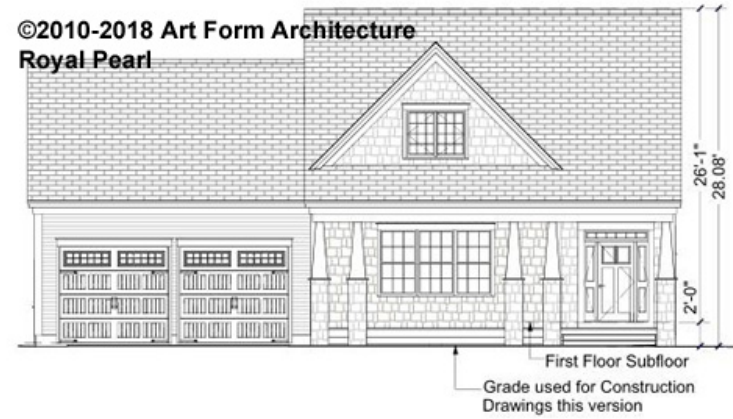 ©2010-2018 Art Form Architecture
Royal Pearl
26'-1"
28.08'
2'-0"
First Floor Subfloor
Grade used for Construction
Drawings this version